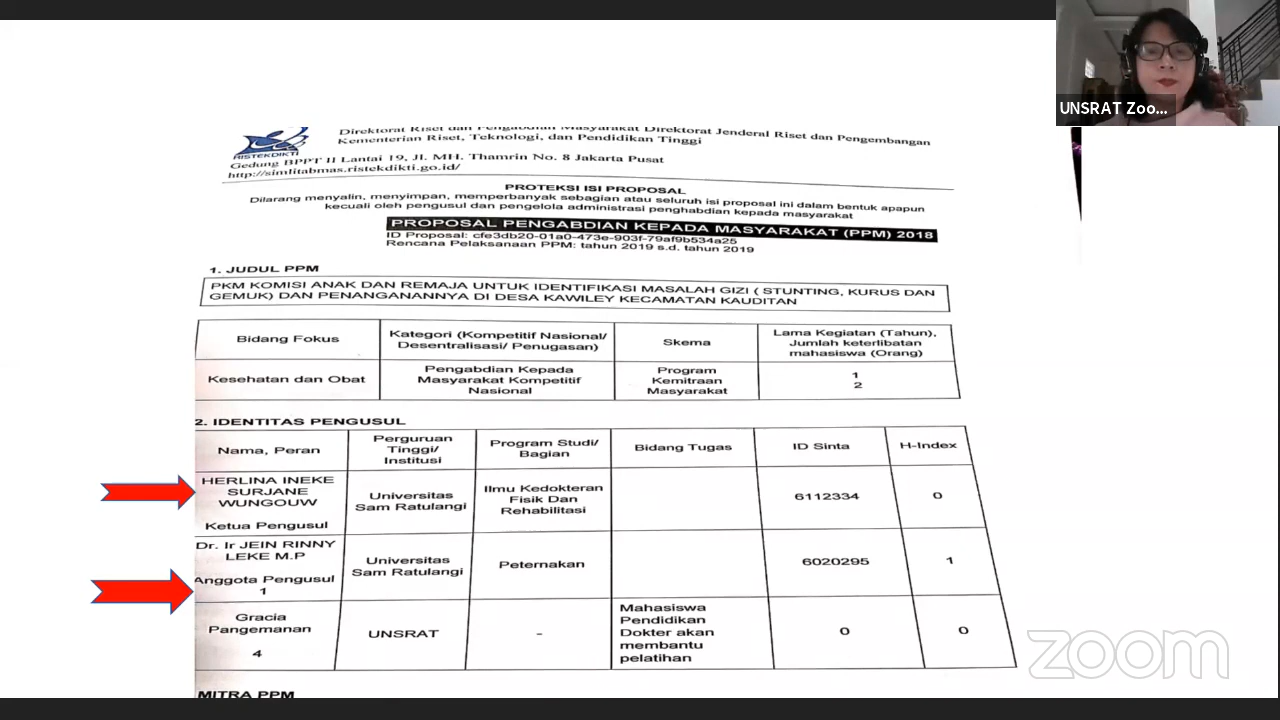 UNSRAT Zoo...
Direktorat Riset dan Pengabdian Masyarakat Direktorat Jenderal Riset dan Pengembangan
Kementerian Riset, Teknologi, dan Pendidikan Tinggi
RISTEKDIKTI
Gedung BPPT II Lantai 19, Jl. MH. Thamrin No. 8 Jakarta Pusat
http://simlitabmas.ristekdikti.go.id/
PROTEKSI ISI PROPOSAL
Dilarang menyalin, menyimpan, memperbanyak sebagian atau seluruh isi proposal ini dalam bentuk apapun
kecuali oleh pengusul dan pengelola administrasi penghabdian kepada masyarakat
PROPOSAL PENGABDIAN KEPADA MASYARAKAT (PPM) 2018
ID Proposal: cfe3db20-01a0-473e-903f-79af9b534a25
Rencana Pelaksanaan PPM: tahun 2019 s.d. tahun 2019
1. JUDUL PPM
PKM KOMISI ANAK DAN REMAJA UNTUK IDENTIFIKASI MASALAH GIZI ( STUNTING, KURUS DAN
GEMUK) DAN PENANGANANNYA DI DESA KAWILEY KECAMATAN KAUDITAN
Bidang Fokus
Kategori (Kompetitif Nasional/
Desentralisasi/ Penugasan)
Skema
Lama Kegiatan (Tahun),
Jumlah keterlibatan
mahasiswa (Orang)
Kesehatan dan Obat
Pengabdian Kepada
Masyarakat Kompetitif
Nasional
Program
Kemitraan
Masyarakat
1
2
2. IDENTITAS PENGUSUL
Nama, Peran
Perguruan
Tinggi/
Institusi
Program Studi/
Bagian
Bidang Tugas
ID Sinta
H-Index
HERLINA INEKE
SURJANE
WUNGOUW
Ketua Pengusul
Universitas
Sam Ratulangi
Ilmu Kedokteran
Fisik Dan
Rehabilitasi
6112334
0
Dr. Ir JEIN RINNY
LEKE M.P
Anggota Pengusul
1
Universitas
Sam Ratulangi
Peternakan
6020295
1
Gracia
Pangemanan
4
UNSRAT
-
Mahasiswa
Pendidikan
Dokter akan
membantu
pelatihan
0
0
MITRA PPM
zoom